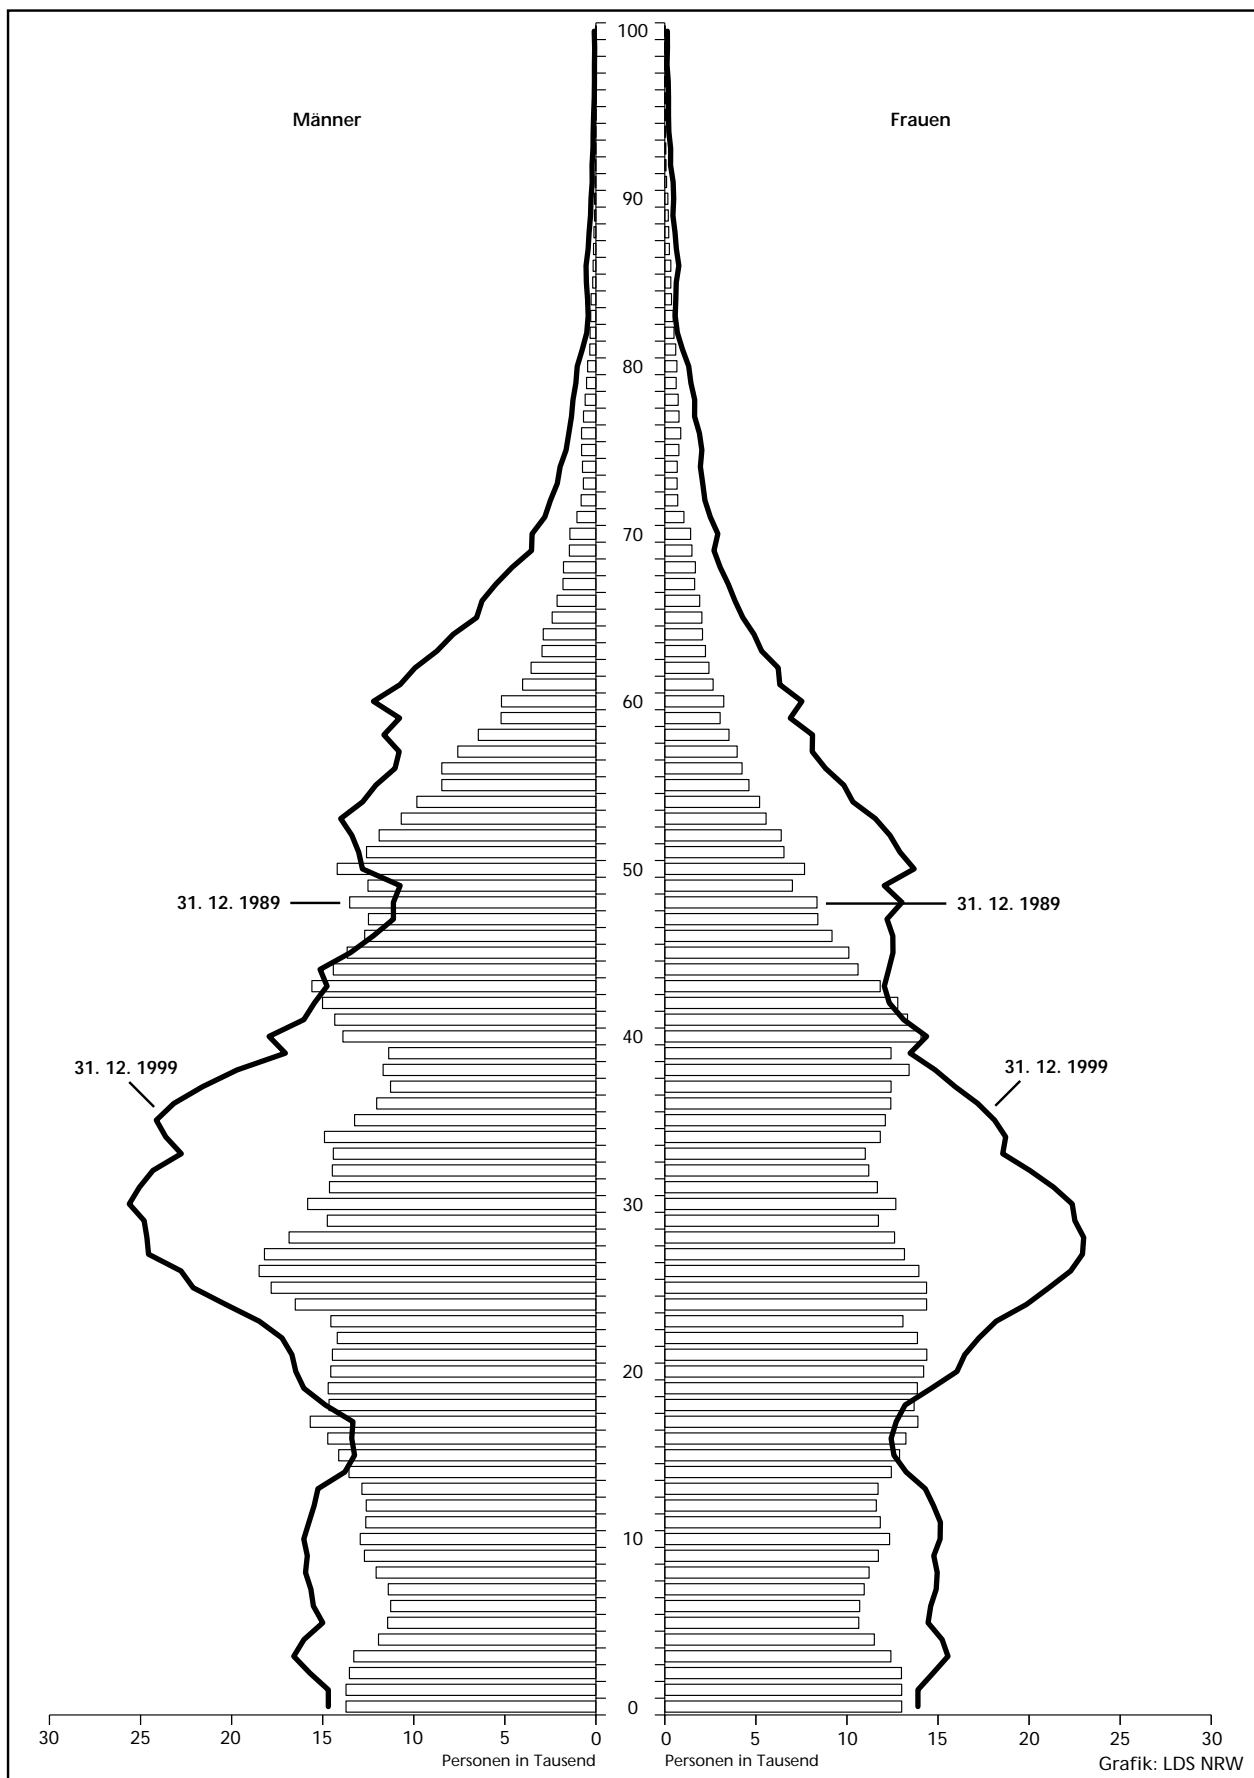 100
Männer
Frauen
90
80
70
60
50
31. 12. 1989
31. 12. 1989
40
31. 12. 1999
31. 12. 1999
30
20
10
0
30 25 20 15 10 5 0 0 5 10 15 20 25 30
Personen in Tausend
Personen in Tausend
Grafik: LDS NRW